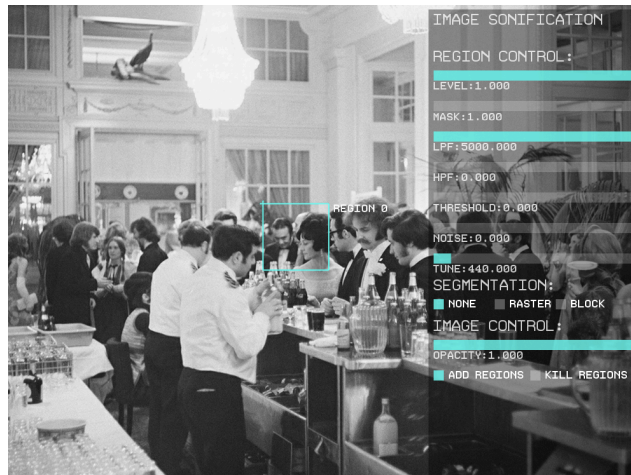 IMAGE SONIFICATION
REGION CONTROL:
LEVEL:1.000
MASK:1.000
LPF:5000.000
HPF:0.000
REGION 0
THRESHOLD:0.000
NOISE:0.000
TUNE:440.000
SEGMENTATION:
NONE RASTER BLOCK
IMAGE CONTROL:
OPACITY:1.000
ADD REGIONS KILL REGIONS